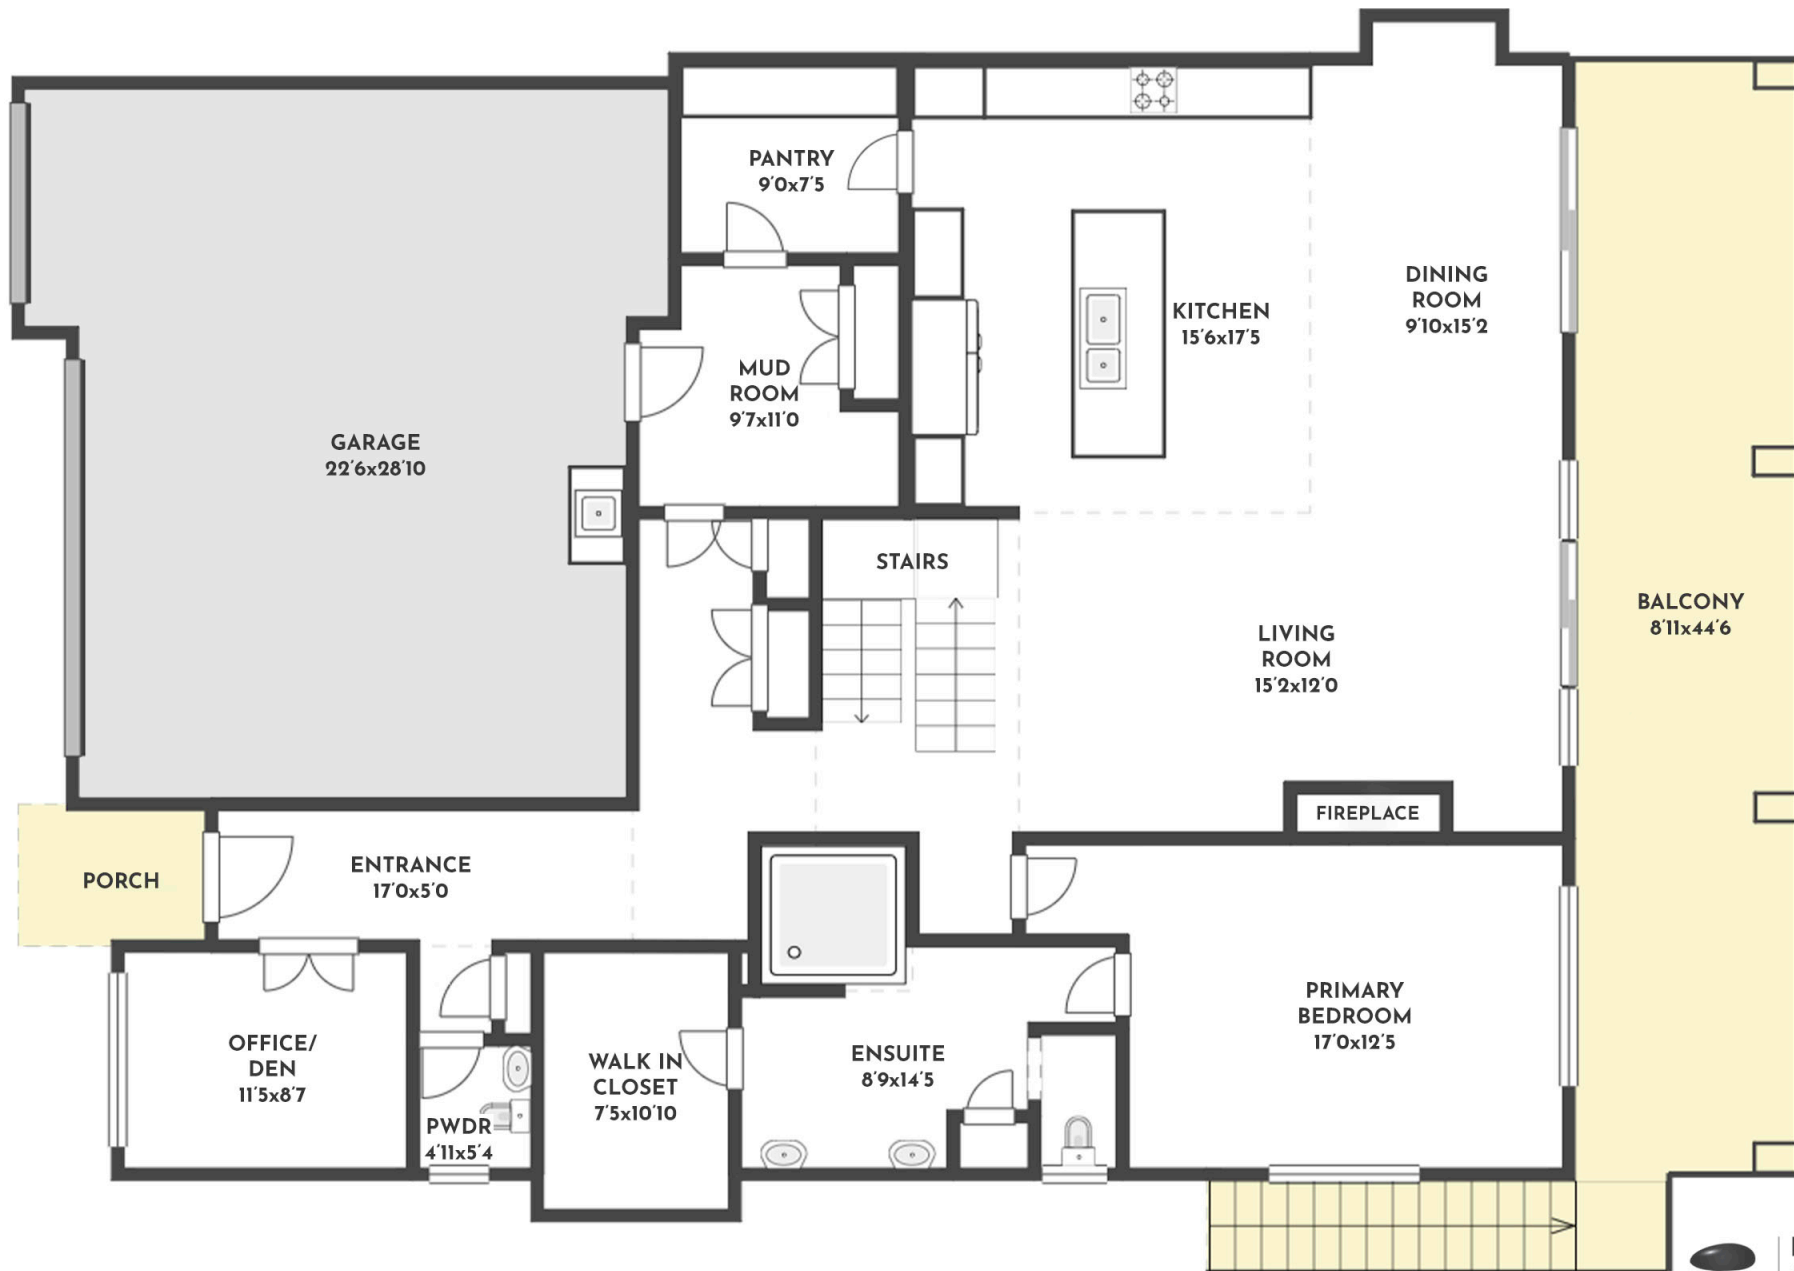 PANTRY
9'0x7'5
DINING
ROOM
9'10x15'2
KITCHEN
15'6x17'5
MUD
ROOM
9'7x11'0
GARAGE
22'6x28'10
STAIRS
BALCONY
8'11x44'6
LIVING
ROOM
15'2x12'0
FIREPLACE
ENTRANCE
17'0x5'0
PORCH
PRIMARY
BEDROOM
17'0x12'5
OFFICE/
DEN
11'5x8'7
WALK IN
CLOSET
7'5x10'10
ENSUITE
8'9x14'5
PWDR
4'11x5'4